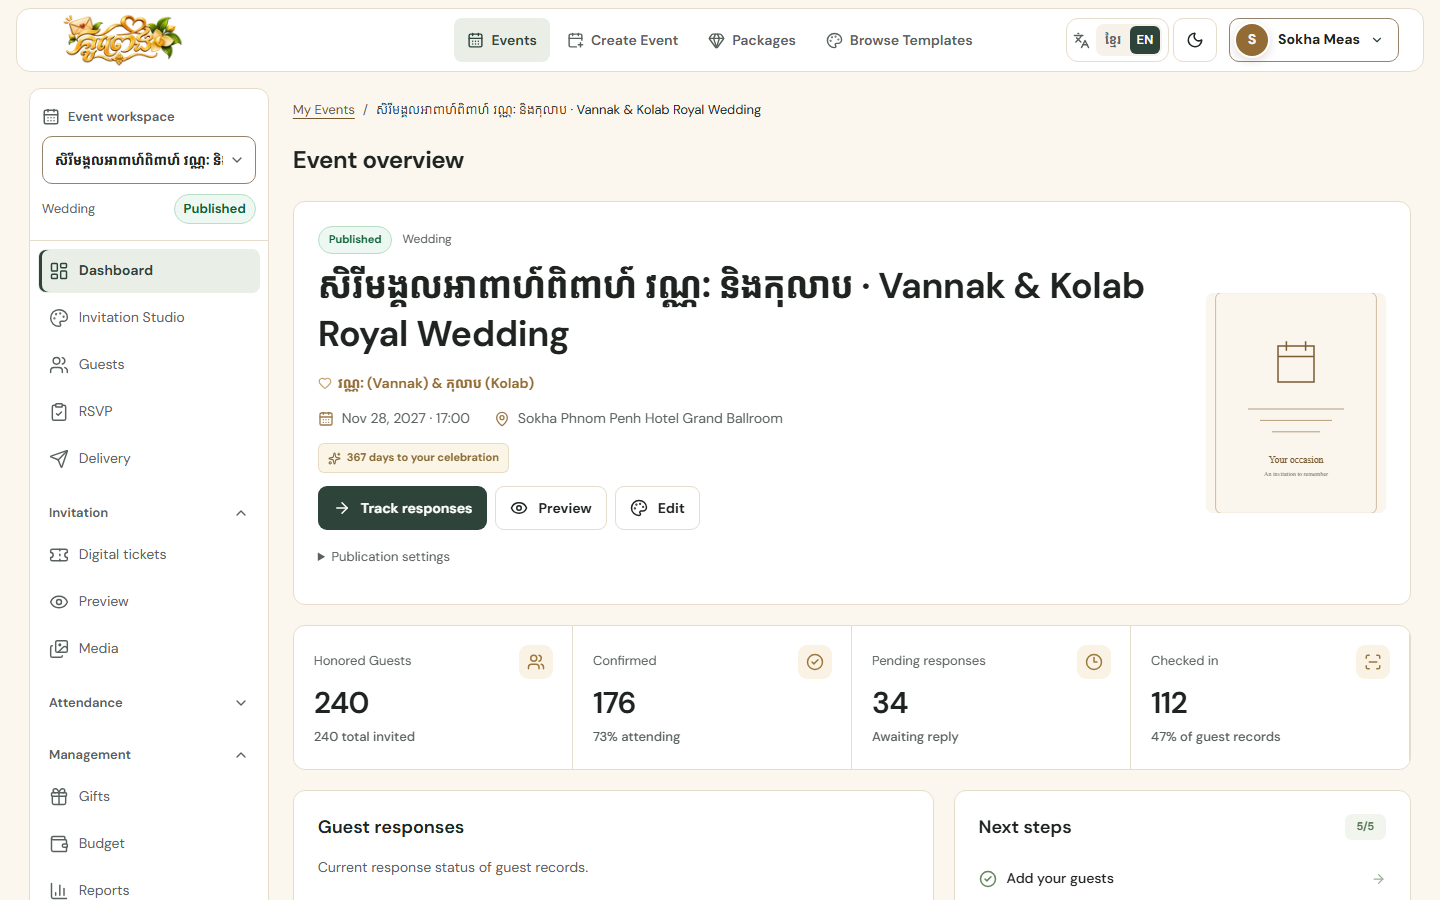 គូព្រេង
Events
Create Event
Packages
Browse Templates
ខ្មែរ
EN
S
Sokha Meas
Event workspace
សិរីមង្គលអាពាហ៍ពិពាហ៍ វណ្ណៈ និ
Wedding
Published
Dashboard
Invitation Studio
Guests
RSVP
Delivery
Invitation
Digital tickets
Preview
Media
Attendance
Management
Gifts
Budget
Reports
My Events / សិរីមង្គលអាពាហ៍ពិពាហ៍ វណ្ណៈ និងកុលាប · Vannak & Kolab Royal Wedding
Event overview
Published
Wedding
សិរីមង្គលអាពាហ៍ពិពាហ៍ វណ្ណៈ និងកុលាប · Vannak & Kolab
Royal Wedding
វណ្ណៈ (Vannak) & កុលាប (Kolab)
Nov 28, 2027 · 17:00
Sokha Phnom Penh Hotel Grand Ballroom
367 days to your celebration
Track responses
Preview
Edit
Publication settings
Your occasion
An invitation to remember
Honored Guests
240
240 total invited
Confirmed
176
73% attending
Pending responses
34
Awaiting reply
Checked in
112
47% of guest records
Guest responses
Current response status of guest records.
Next steps
5/5
Add your guests